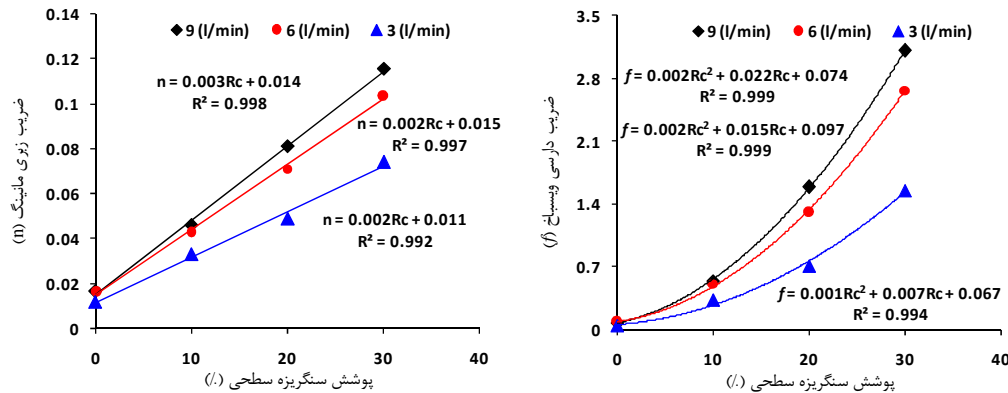 0.14
0.12
0.1
0.08
0.06
0.04
0.02
0
ضریب زبری مانینگ (n)
9 (l/min) 6 (l/min) 3 (l/min)
n = 0.003Rc + 0.014
R² = 0.998
n = 0.002Rc + 0.015
R² = 0.997
n = 0.002Rc + 0.011
R² = 0.992
0 10 20 30 40
پوشش سنگریزه سطحی (٪)
3.5
2.8
2.1
1.4
0.7
0
ضریب دارسی ویسباخ (f)
9 (l/min) 6 (l/min) 3 (l/min)
f = 0.002Rc² + 0.022Rc + 0.074
R² = 0.999
f = 0.002Rc² + 0.015Rc + 0.097
R² = 0.999
f = 0.001Rc² + 0.007Rc + 0.067
R² = 0.994
0 10 20 30 40
پوشش سنگریزه سطحی (٪)